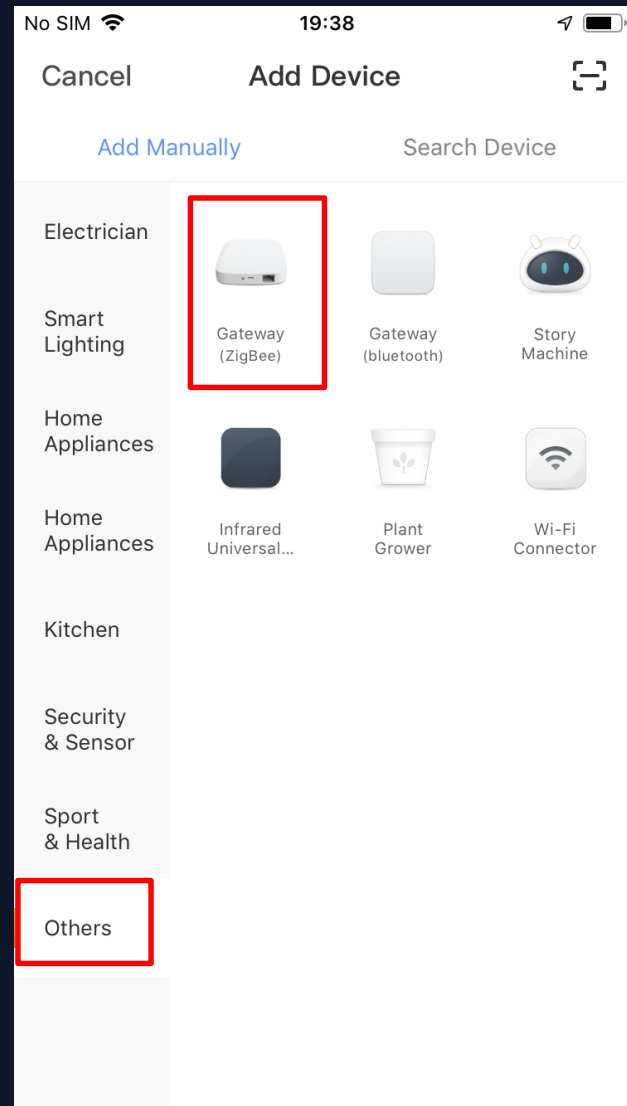 No SIM
19:38
Cancel
Add Device
Add Manually
Search Device
Electrician
Smart
Lighting
Home
Appliances
Home
Appliances
Kitchen
Security
& Sensor
Sport
& Health
Others
Gateway
(ZigBee)
Gateway
(bluetooth)
Story
Machine
Infrared
Universal...
Plant
Grower
Wi-Fi
Connector